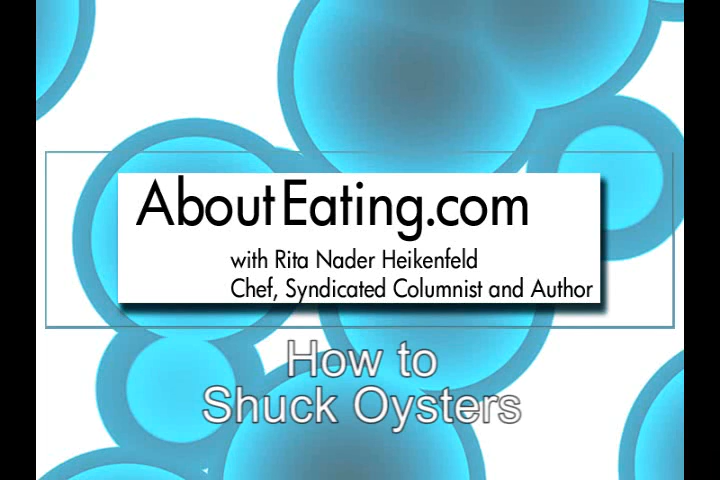 AboutEating.com
with Rita Nader Heikenfeld
Chef, Syndicated Columnist and Author
How to
Shuck Oysters